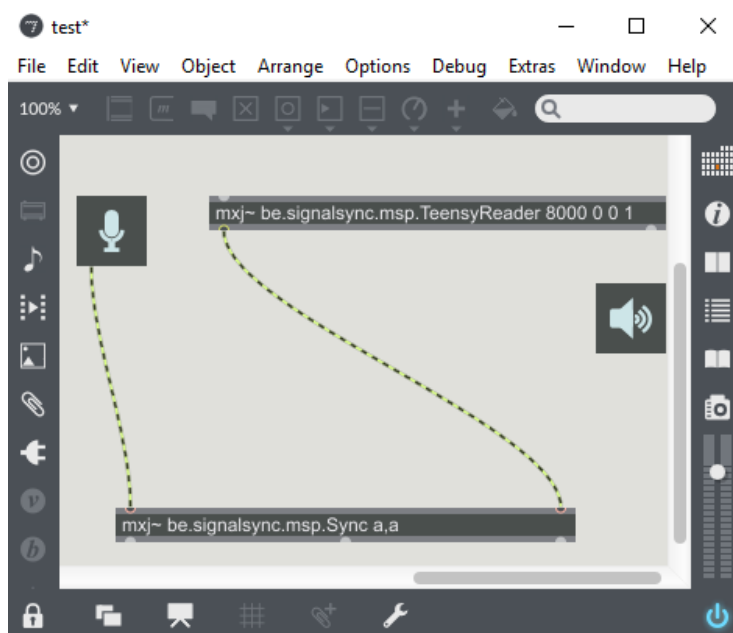 test*
File Edit View Object Arrange Options Debug Extras Window Help
100%
m
mxj~ be.signalsync.msp.TeensyReader 8000 0 0 1
mxj~ be.signalsync.msp.Sync a,a
v
b